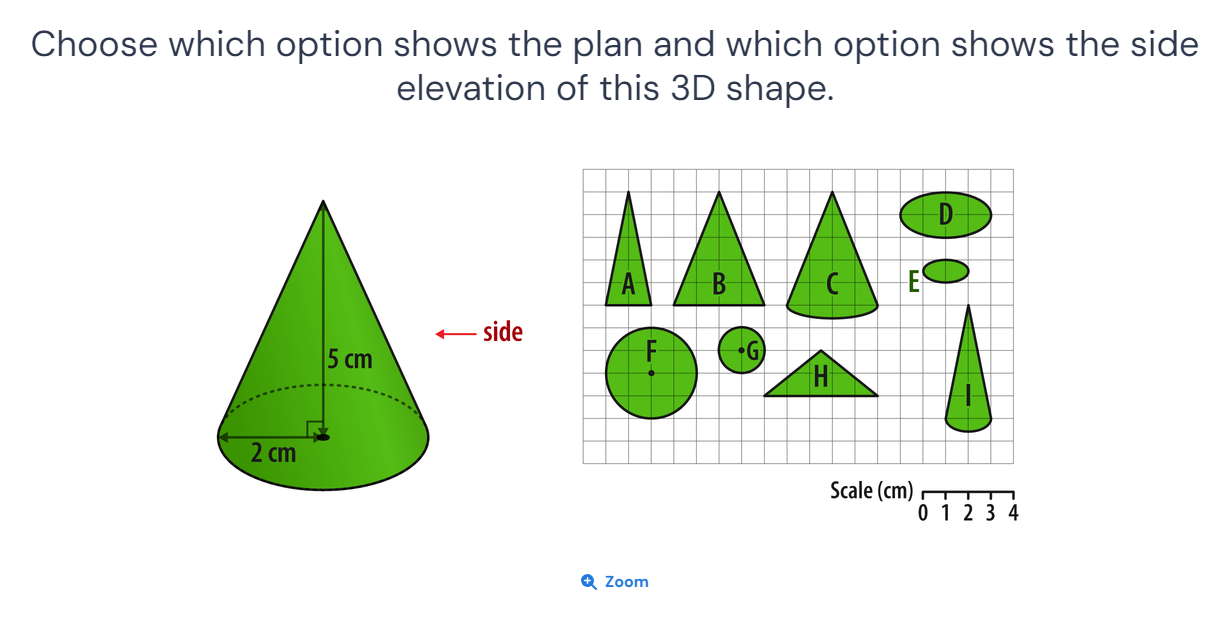 Choose which option shows the plan and which option shows the side
elevation of this 3D shape.
5 cm
2 cm
side
A
B
C
D
E
F
G
H
I
Scale (cm)
0 1 2 3 4
Zoom